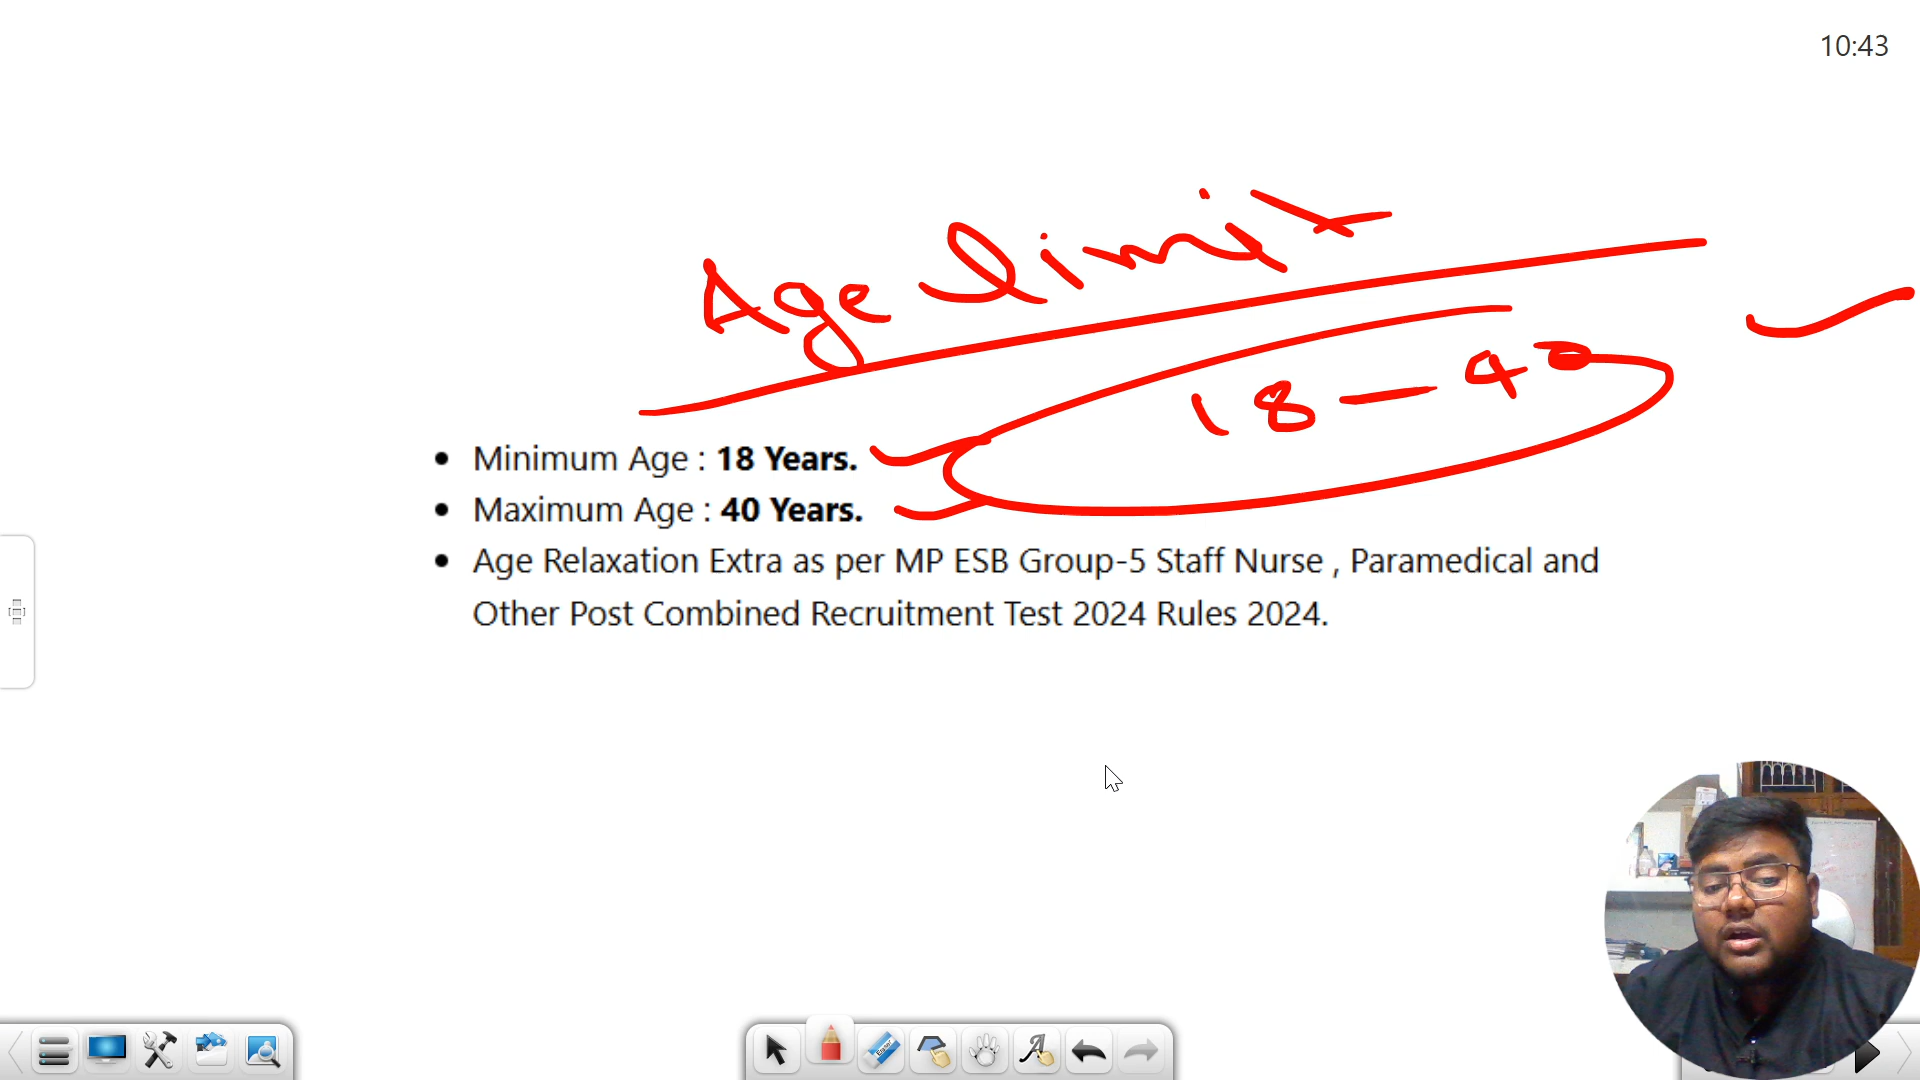 10:43
Age limit
18 - 40
Minimum Age : 18 Years.
Maximum Age : 40 Years.
Age Relaxation Extra as per MP ESB Group-5 Staff Nurse , Paramedical and
Other Post Combined Recruitment Test 2024 Rules 2024.